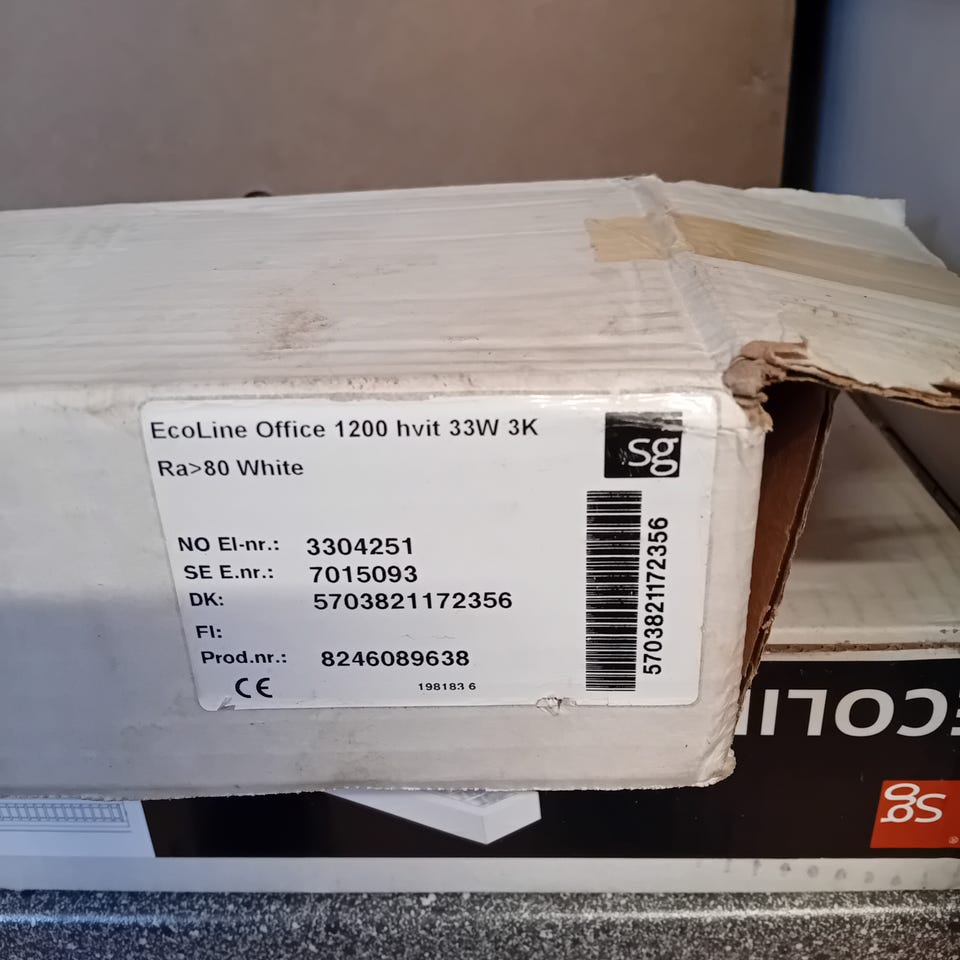 EcoLine Office 1200 hvit 33W 3K
Ra>80 White
sg
NO El-nr.: 3304251
SE E.nr.: 7015093
DK: 5703821172356
FI:
Prod.nr.: 8246089638
CE
198183 6
5703821172356
ECOLI
sg